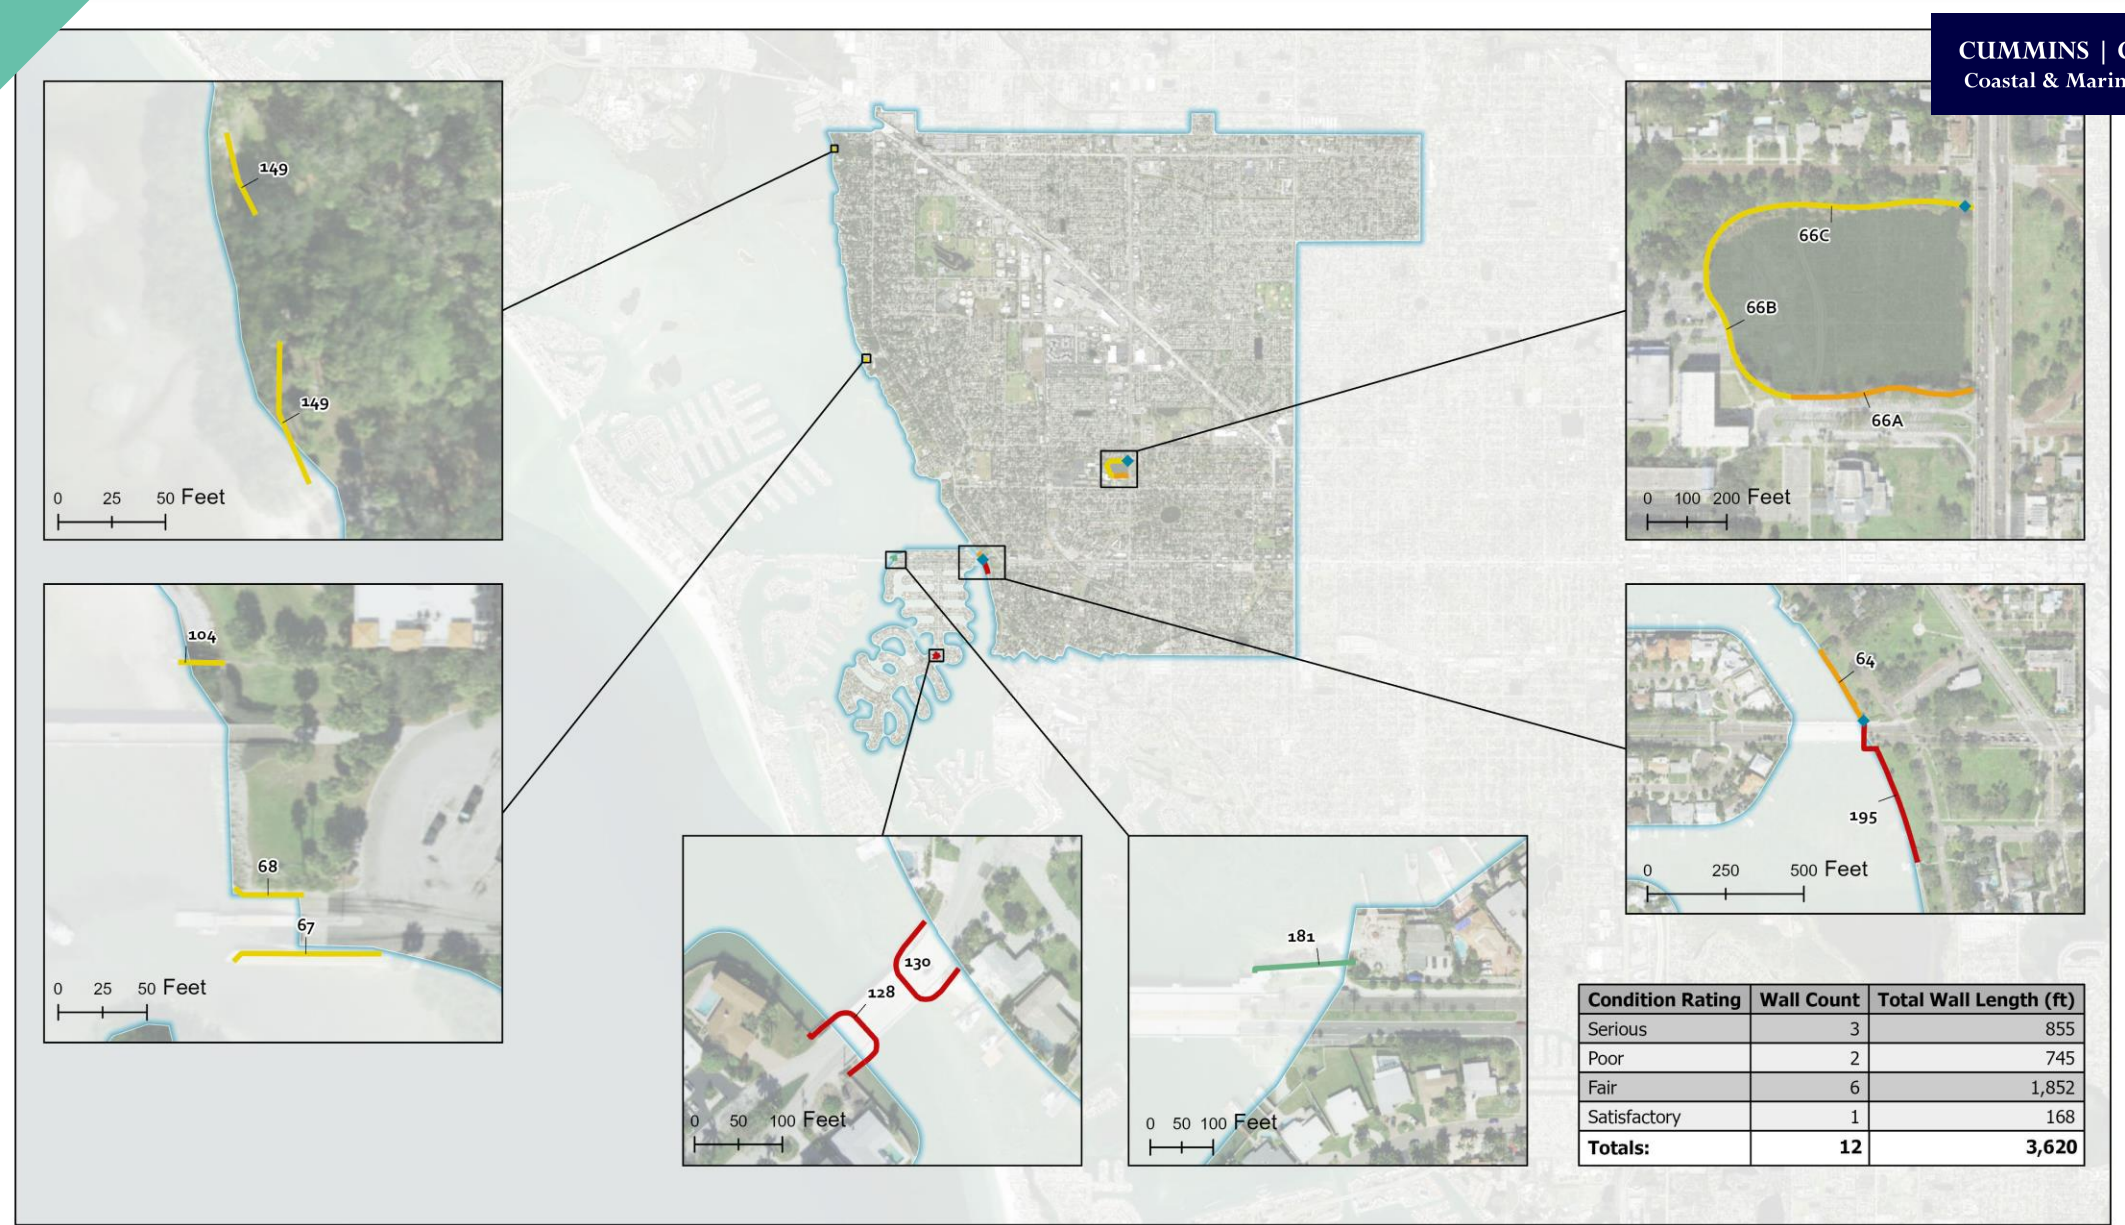 CUMMINS |
Coastal &
149
149
0 25 50 Feet
66C
66B
66A
0 100 200 Feet
104
68
67
0 25 50 Feet
64
195
0 250 500 Feet
130
128
0 50 100 Feet
181
0 50 100 Feet
Condition Rating Wall Count Total Wall Length (ft)
Serious 3 855
Poor 2 745
Fair 6 1,852
Satisfactory 1 168
Totals: 12 3,620